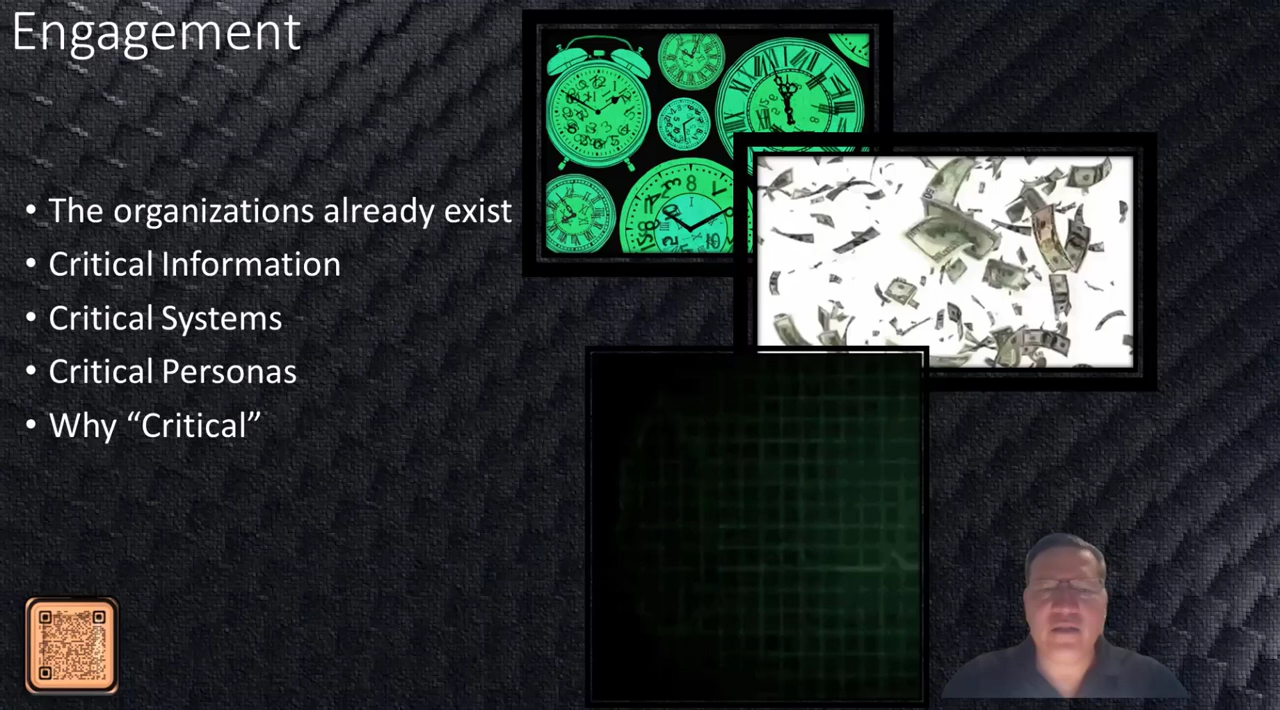 Engagement
• The organizations already exist
• Critical Information
• Critical Systems
• Critical Personas
• Why “Critical”